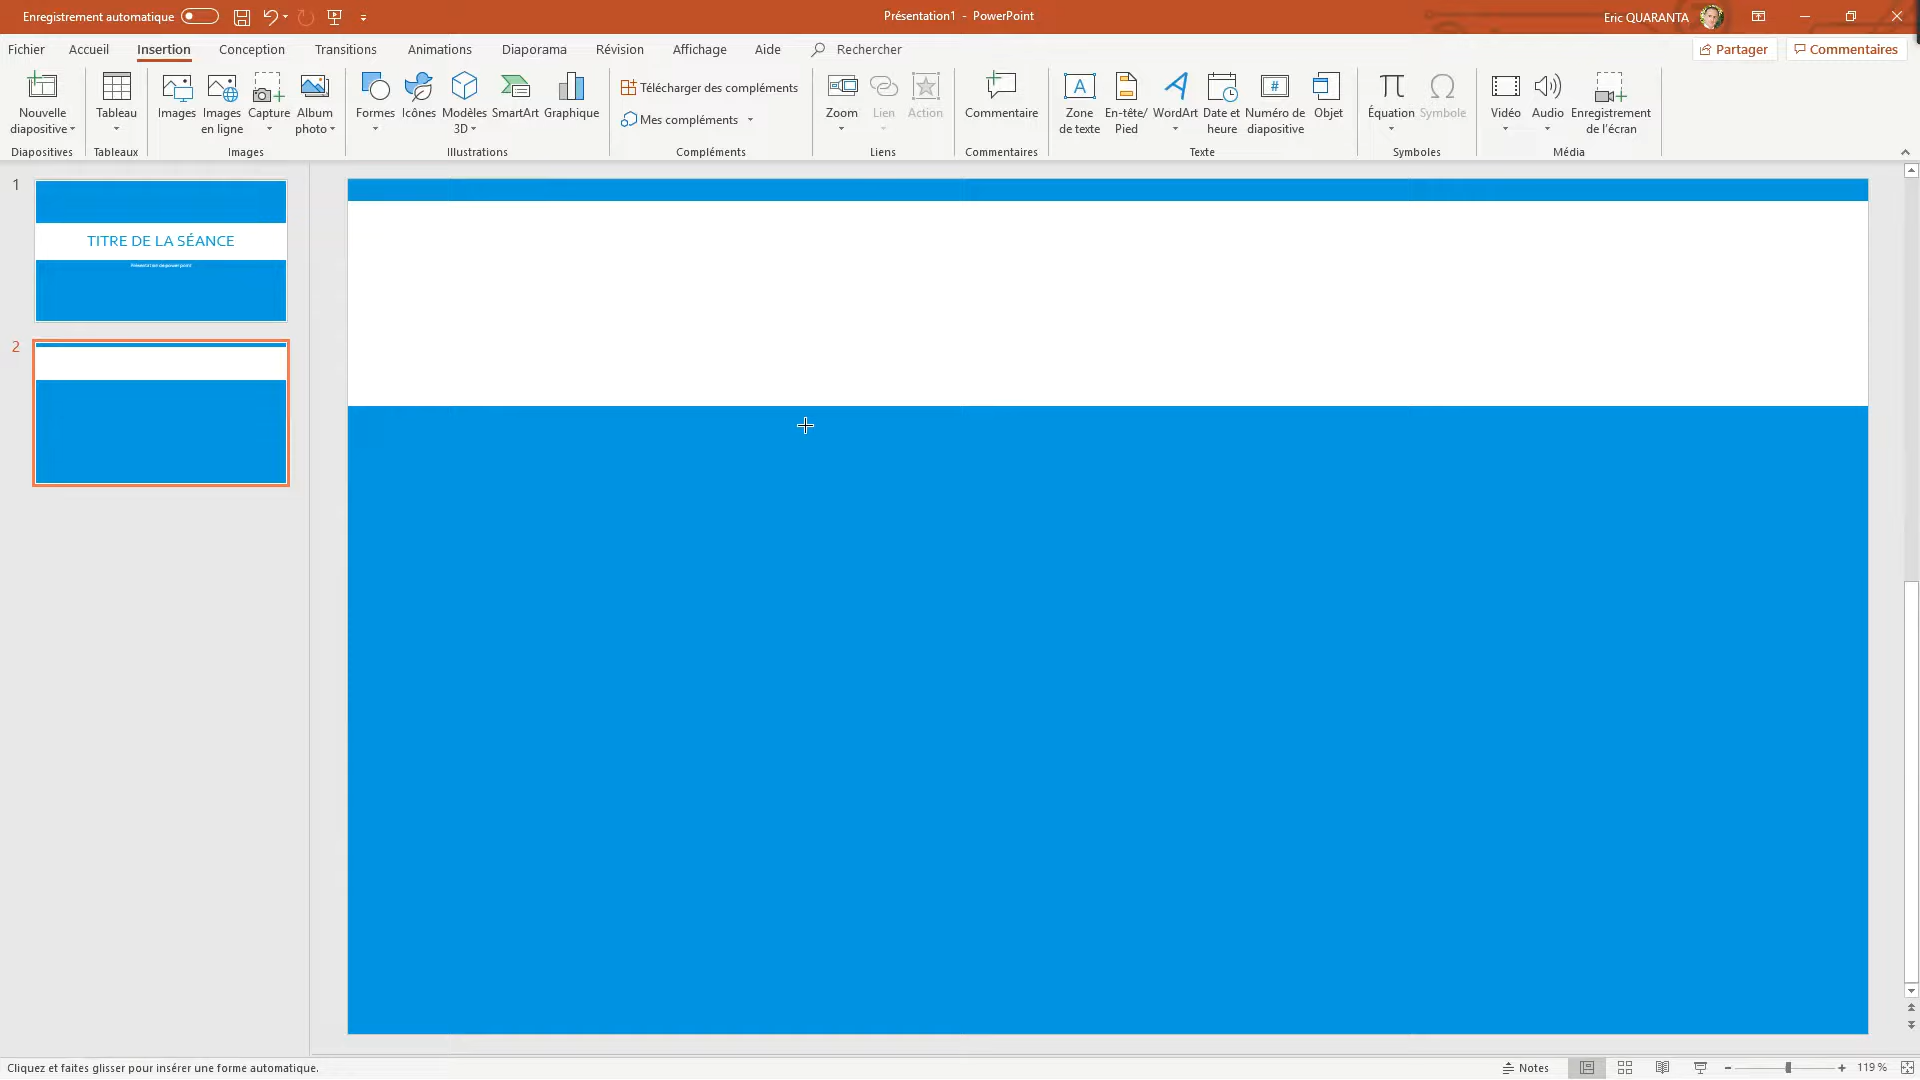 Enregistrement automatique
Présentation1 - PowerPoint
Eric QUARANTA
Fichier Accueil Insertion Conception Transitions Animations Diaporama Révision Affichage Aide Rechercher
Partager Commentaires
Nouvelle diapositive
Diapositives
Tableau
Tableaux
Images
Images en ligne
Capture
Album photo
Images
Formes
Icônes
Modèles 3D
SmartArt
Graphique
Illustrations
Télécharger des compléments
Mes compléments
Compléments
Zoom
Lien
Action
Liens
Commentaire
Commentaires
Zone de texte
En-tête/ Pied
WordArt
Date et heure
Numéro de diapositive
Objet
Texte
Équation
Symbole
Symboles
Vidéo
Audio
Enregistrement de l'écran
Média
1
TITRE DE LA SÉANCE
2
Cliquez et faites glisser pour insérer une forme automatique.
Notes
119 %